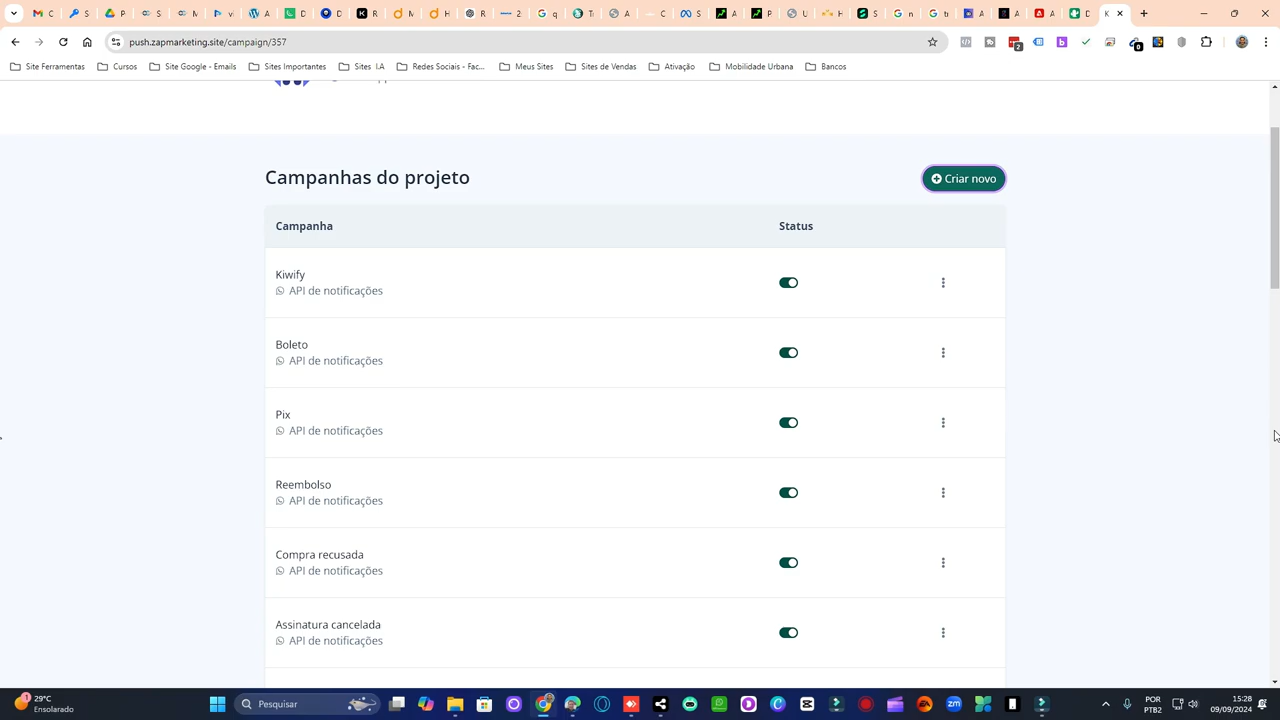 push.zapmarketing.site/campaign/357
Site Ferramentas
Cursos
Site Google - Emails
Sites Importantes
Sites I.A
Redes Sociais - Fac...
Meus Sites
Sites de Vendas
Ativação
Mobilidade Urbana
Bancos
Campanhas do projeto
Criar novo
Campanha
Status
Kiwify
API de notificações
Boleto
API de notificações
Pix
API de notificações
Reembolso
API de notificações
Compra recusada
API de notificações
Assinatura cancelada
API de notificações
29°C
Ensolarado
Pesquisar
POR
PTB2
15:28
09/09/2024